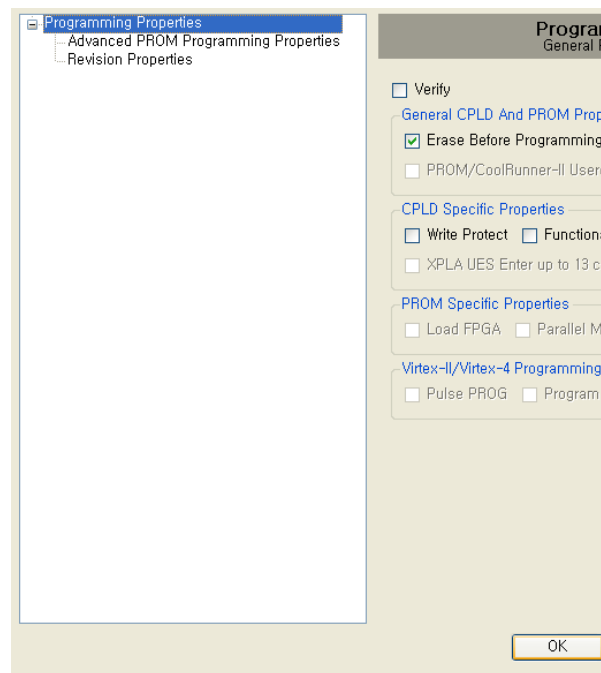 Programming Properties
Advanced PROM Programming Properties
Revision Properties
Progra
General
Verify
General CPLD And PROM Prop
Erase Before Programming
PROM/CoolRunner-II User
CPLD Specific Properties
Write Protect Function
XPLA UES Enter up to 13 c
PROM Specific Properties
Load FPGA Parallel M
Virtex-II/Virtex-4 Programming
Pulse PROG Program
OK